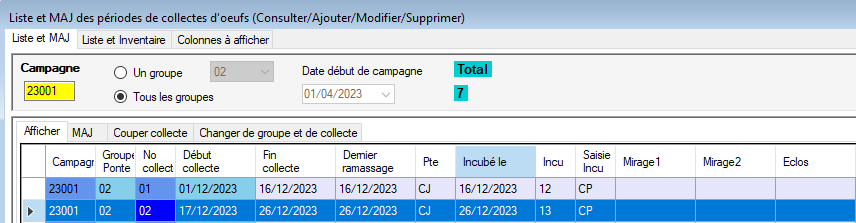 Liste et MAJ des périodes de collectes d'oeufs (Consulter/Ajouter/Modifier/Supprimer)
Liste et MAJ Liste et Inventaire Colonnes à afficher
Campagne Un groupe 02 Date début de campagne Total
23001 Tous les groupes 01/04/2023 7
Afficher MAJ Couper collecte Changer de groupe et de collecte
Campagn Groupe Ponte No collect Début collecte Fin collecte Dernier ramassage Pte Incubé le Incu Saisie Incu Mirage1 Mirage2 Eclos
23001 02 01 01/12/2023 16/12/2023 16/12/2023 CJ 16/12/2023 12 CP
23001 02 02 17/12/2023 26/12/2023 26/12/2023 CJ 26/12/2023 13 CP